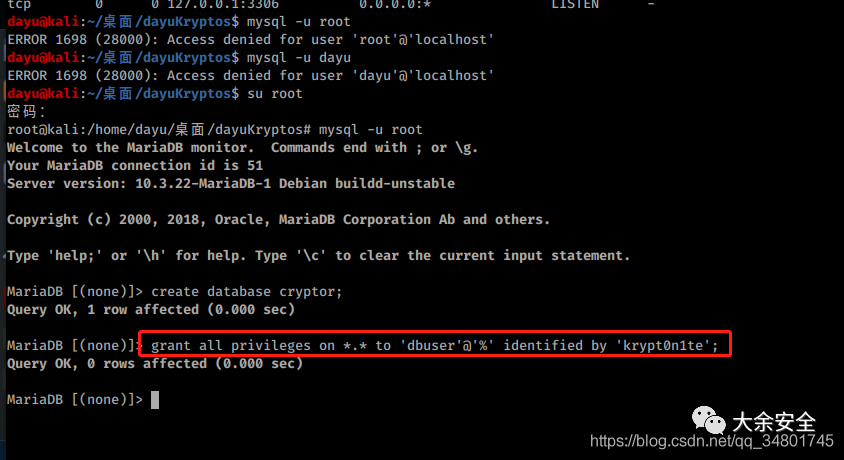 tcp 0 0 127.0.0.1:3306 0.0.0.0:* LISTEN -
dayu@kali:~/桌面/dayuKryptos$ mysql -u root
ERROR 1698 (28000): Access denied for user 'root'@'localhost'
dayu@kali:~/桌面/dayuKryptos$ mysql -u dayu
ERROR 1698 (28000): Access denied for user 'dayu'@'localhost'
dayu@kali:~/桌面/dayuKryptos$ su root
密码：
root@kali:/home/dayu/桌面/dayuKryptos# mysql -u root
Welcome to the MariaDB monitor.  Commands end with ; or \g.
Your MariaDB connection id is 51
Server version: 10.3.22-MariaDB-1 Debian buildd-unstable
Copyright (c) 2000, 2018, Oracle, MariaDB Corporation Ab and others.
Type 'help;' or '\h' for help. Type '\c' to clear the current input statement.
MariaDB [(none)]> create database cryptor;
Query OK, 1 row affected (0.000 sec)
MariaDB [(none)]> grant all privileges on *.* to 'dbuser'@'%' identified by 'krypt0n1te';
Query OK, 0 rows affected (0.000 sec)
MariaDB [(none)]>
大余安全
https://blog.csdn.net/qq_34801745